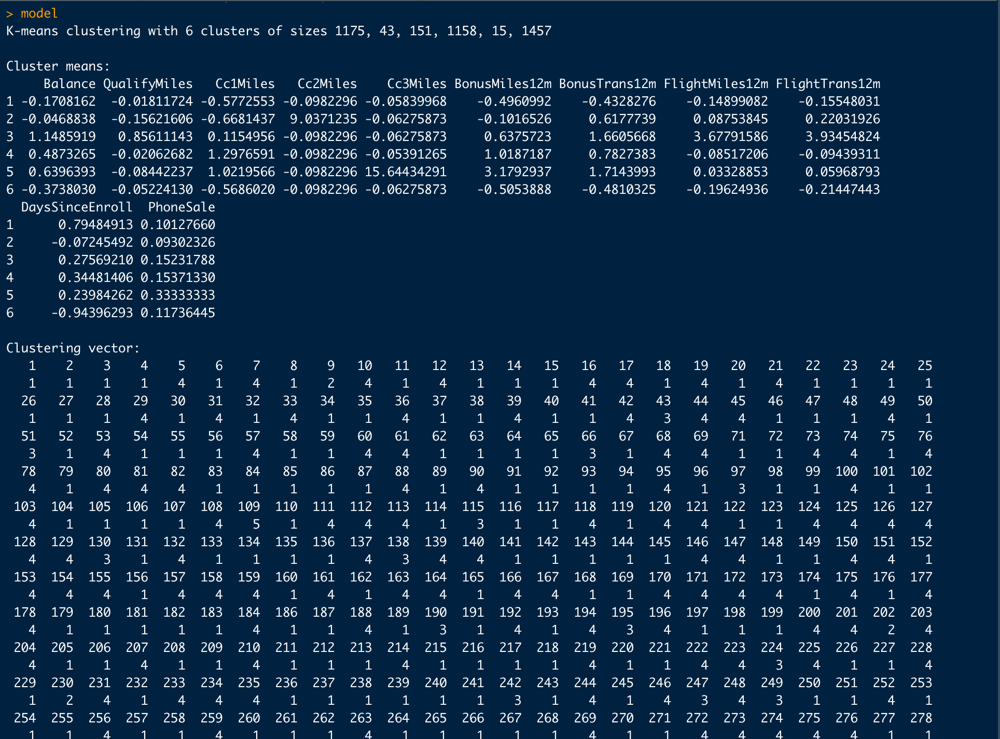 > model
K-means clustering with 6 clusters of sizes 1175, 43, 151, 1158, 15, 1457
Cluster means:
Balance QualifyMiles Cc1Miles Cc2Miles Cc3Miles BonusMiles12m BonusTrans12m FlightMiles12m FlightTrans12m
1 -0.1708162 -0.01811724 -0.5772553 -0.0982296 -0.05839968 -0.4960992 -0.4328276 -0.14899082 -0.15548031
2 -0.0468838 -0.15621606 -0.6681437 9.0371235 -0.06275873 -0.1016526 0.6177739 0.08753845 0.22031926
3 1.1485919 0.85611143 0.1154956 -0.0982296 -0.06275873 0.6375723 1.6605668 3.67791586 3.93454824
4 0.4873265 -0.02062682 1.2976591 -0.0982296 -0.05391265 1.0187187 0.7827383 -0.08517206 -0.09439311
5 0.6396393 -0.08442237 1.0219566 -0.0982296 15.64434291 3.1792937 1.7143993 0.03328853 0.05968793
6 -0.3738030 -0.05224130 -0.5686020 -0.0982296 -0.06275873 -0.5053888 -0.4810325 -0.19624936 -0.21447443
DaysSinceEnroll PhoneSale
1 0.79484913 0.10127660
2 -0.07245492 0.09302326
3 0.27569210 0.15231788
4 0.34481406 0.15371330
5 0.23984262 0.33333333
6 -0.94396293 0.11736445
Clustering vector:
1 2 3 4 5 6 7 8 9 10 11 12 13 14 15 16 17 18 19 20 21 22 23 24 25
1 1 1 1 4 1 4 1 2 4 1 4 1 1 1 4 4 1 4 1 4 1 1 1 1
26 27 28 29 30 31 32 33 34 35 36 37 38 39 40 41 42 43 44 45 46 47 48 49 50
1 1 1 4 1 4 1 4 1 1 4 1 1 4 1 1 4 3 4 4 1 1 1 4 1
51 52 53 54 55 56 57 58 59 60 61 62 63 64 65 66 67 68 69 71 72 73 74 75 76
3 1 4 1 1 1 4 1 1 4 4 1 1 1 1 3 1 4 4 1 1 4 4 1 4
78 79 80 81 82 83 84 85 86 87 88 89 90 91 92 93 94 95 96 97 98 99 100 101 102
4 1 4 4 4 1 1 1 1 1 4 1 4 1 1 1 1 4 1 3 1 1 4 1 1
103 104 105 106 107 108 109 110 111 112 113 114 115 116 117 118 119 120 121 122 123 124 125 126 127
4 1 1 1 1 4 5 1 4 4 4 1 3 1 1 4 1 4 4 1 1 4 4 4 4
128 129 130 131 132 133 134 135 136 137 138 139 140 141 142 143 144 145 146 147 148 149 150 151 152
4 4 3 1 4 1 1 1 1 4 3 4 4 1 1 1 1 1 4 4 1 1 4 4 1
153 154 155 156 157 158 159 160 161 162 163 164 165 166 167 168 169 170 171 172 173 174 175 176 177
4 4 4 1 4 4 4 1 4 1 4 4 1 4 4 1 1 4 4 4 4 1 4 1 4
178 179 180 181 182 183 184 186 187 188 189 190 191 192 193 194 195 196 197 198 199 200 201 202 203
4 1 1 1 1 1 4 1 1 4 1 3 1 4 1 4 3 4 1 1 1 4 4 2 4
204 205 206 207 208 209 210 211 212 213 214 215 216 217 218 219 220 221 222 223 224 225 226 227 228
4 1 1 4 1 1 4 1 1 1 4 1 1 1 1 4 1 1 4 4 3 4 1 1 4
229 230 231 232 233 234 235 236 237 238 239 240 241 242 243 244 245 246 247 248 249 250 251 252 253
1 2 4 1 4 4 4 1 1 1 1 1 1 3 1 4 1 4 3 4 3 1 1 4 1
254 255 256 257 258 259 260 261 262 263 264 265 266 267 268 269 270 271 272 273 274 275 276 277 278
1 1 4 1 1 4 1 1 1 4 1 1 1 1 1 4 1 1 4 4 4 4 4 1 1